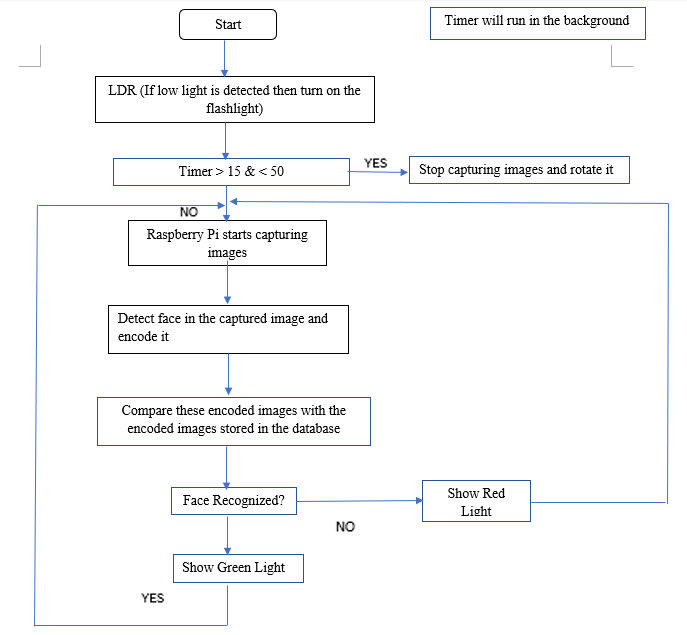 Start
Timer will run in the background
LDR (If low light is detected then turn on the
flashlight)
Timer > 15 & < 50
YES
Stop capturing images and rotate it
NO
Raspberry Pi starts capturing
images
Detect face in the captured image and
encode it
Compare these encoded images with the
encoded images stored in the database
Face Recognized?
Show Red
Light
NO
Show Green Light
YES